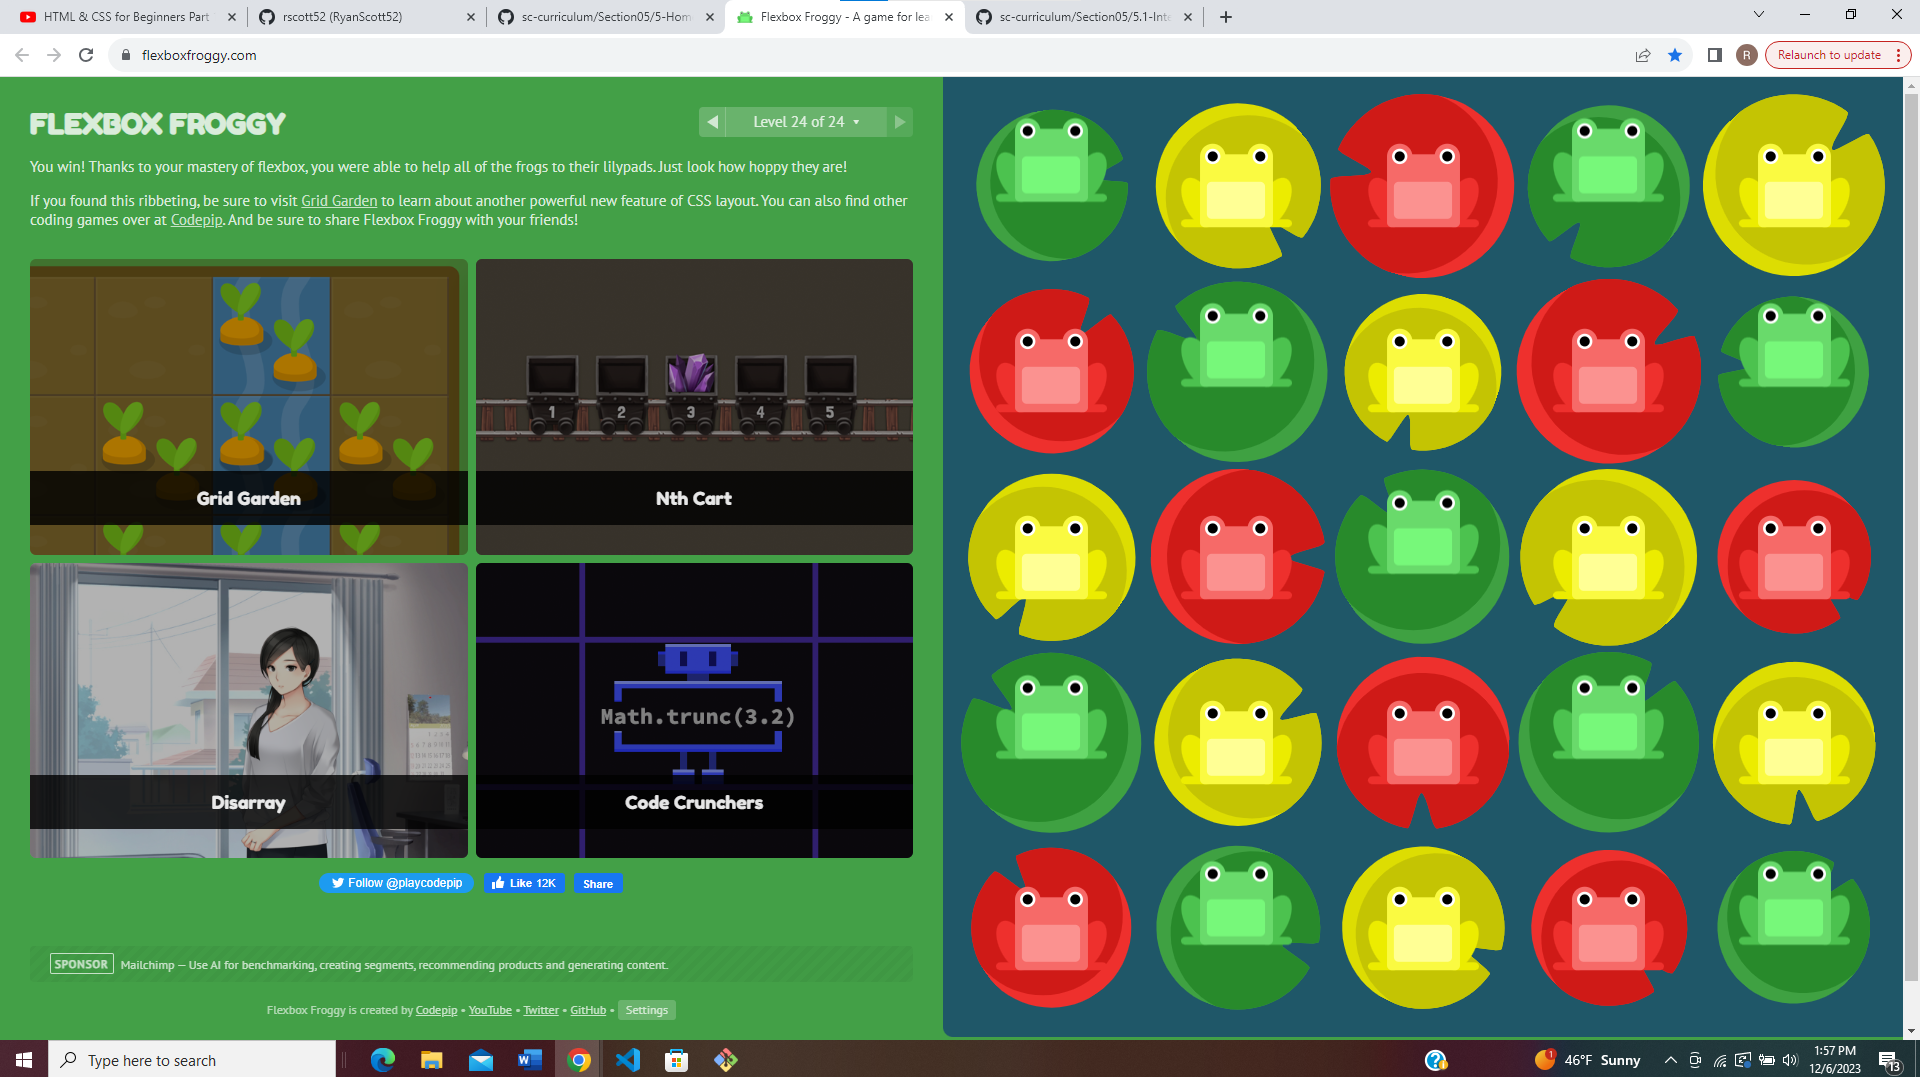 HTML & CSS for Beginners Part
rscott52 (RyanScott52)
sc-curriculum/Section05/5-Hom
Flexbox Froggy - A game for lea
sc-curriculum/Section05/5.1-Inte
flexboxfroggy.com
R
Relaunch to update
FLEXBOX FROGGY
Level 24 of 24
You win! Thanks to your mastery of flexbox, you were able to help all of the frogs to their lilypads. Just look how hoppy they are!
If you found this ribbeting, be sure to visit Grid Garden to learn about another powerful new feature of CSS layout. You can also find other
coding games over at Codepip. And be sure to share Flexbox Froggy with your friends!
Grid Garden
1 2 3 4 5
Nth Cart
Disarray
Math.trunc(3.2)
Code Crunchers
Follow @playcodepip
Like 12K
Share
SPONSOR Mailchimp — Use AI for benchmarking, creating segments, recommending products and generating content.
Flexbox Froggy is created by Codepip • YouTube • Twitter • GitHub • Settings
Type here to search
1
46°F Sunny
1:57 PM
12/6/2023
13